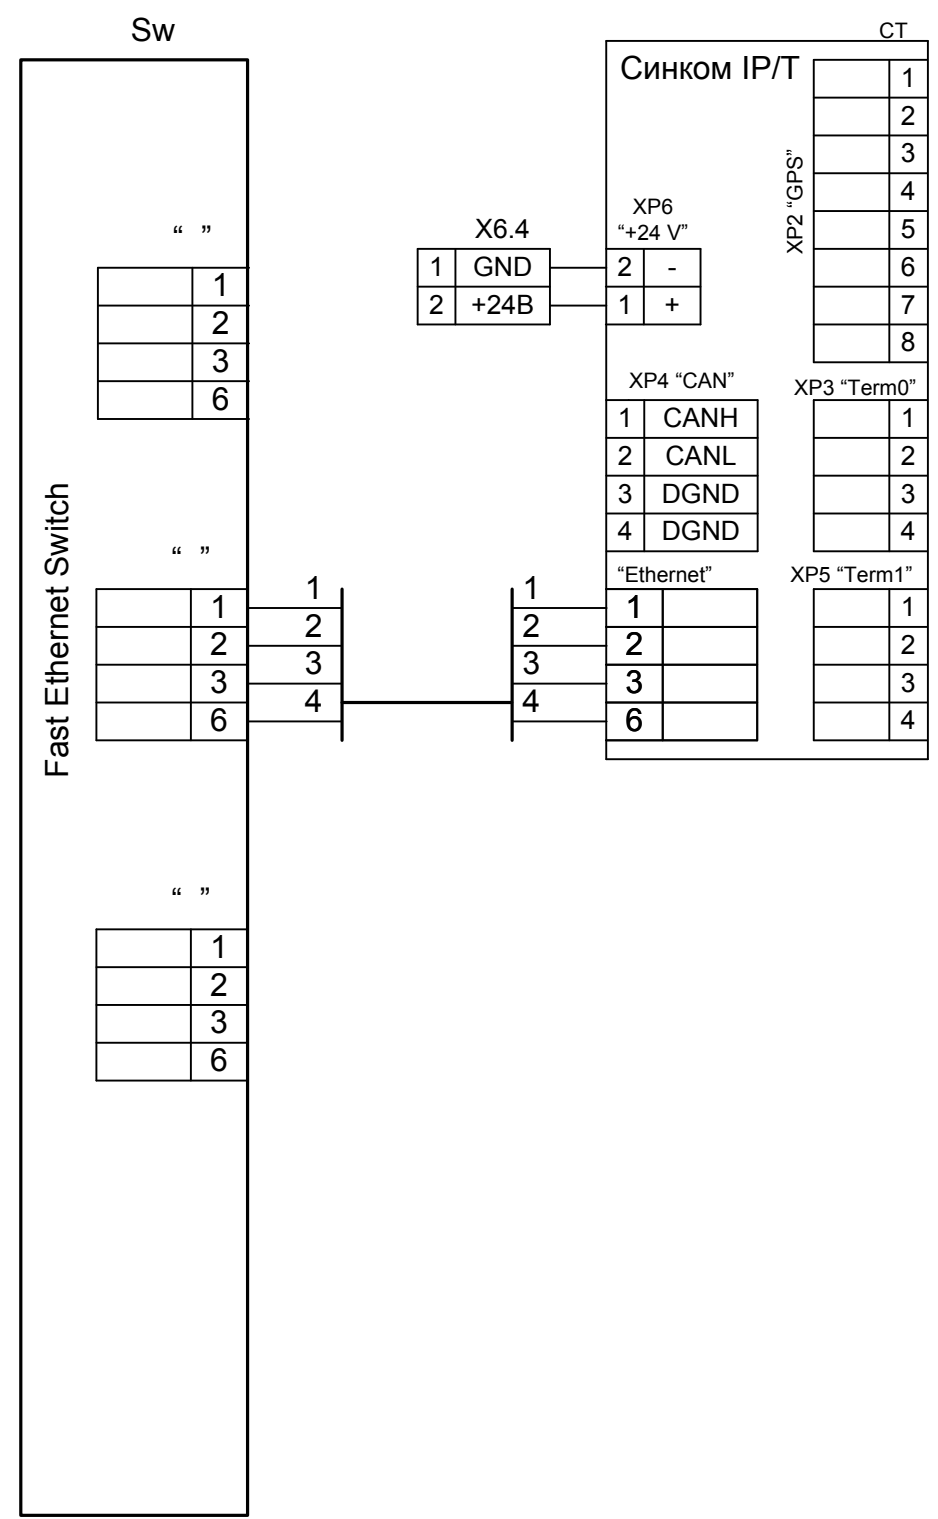 Sw
“ ”
1
2
3
6
Fast Ethernet Switch
“ ”
1
2
3
6
“ ”
1
2
3
6
1
2
3
4
1
2
3
4
X6.4
1 GND
2 +24В
CT
Синком IP/T
XP6
“+24 V”
2 -
1 +
XP2 “GPS”
1
2
3
4
5
6
7
8
XP4 “CAN”
1 CANH
2 CANL
3 DGND
4 DGND
XP3 “Term0”
1
2
3
4
“Ethernet”
1
2
3
6
XP5 “Term1”
1
2
3
4